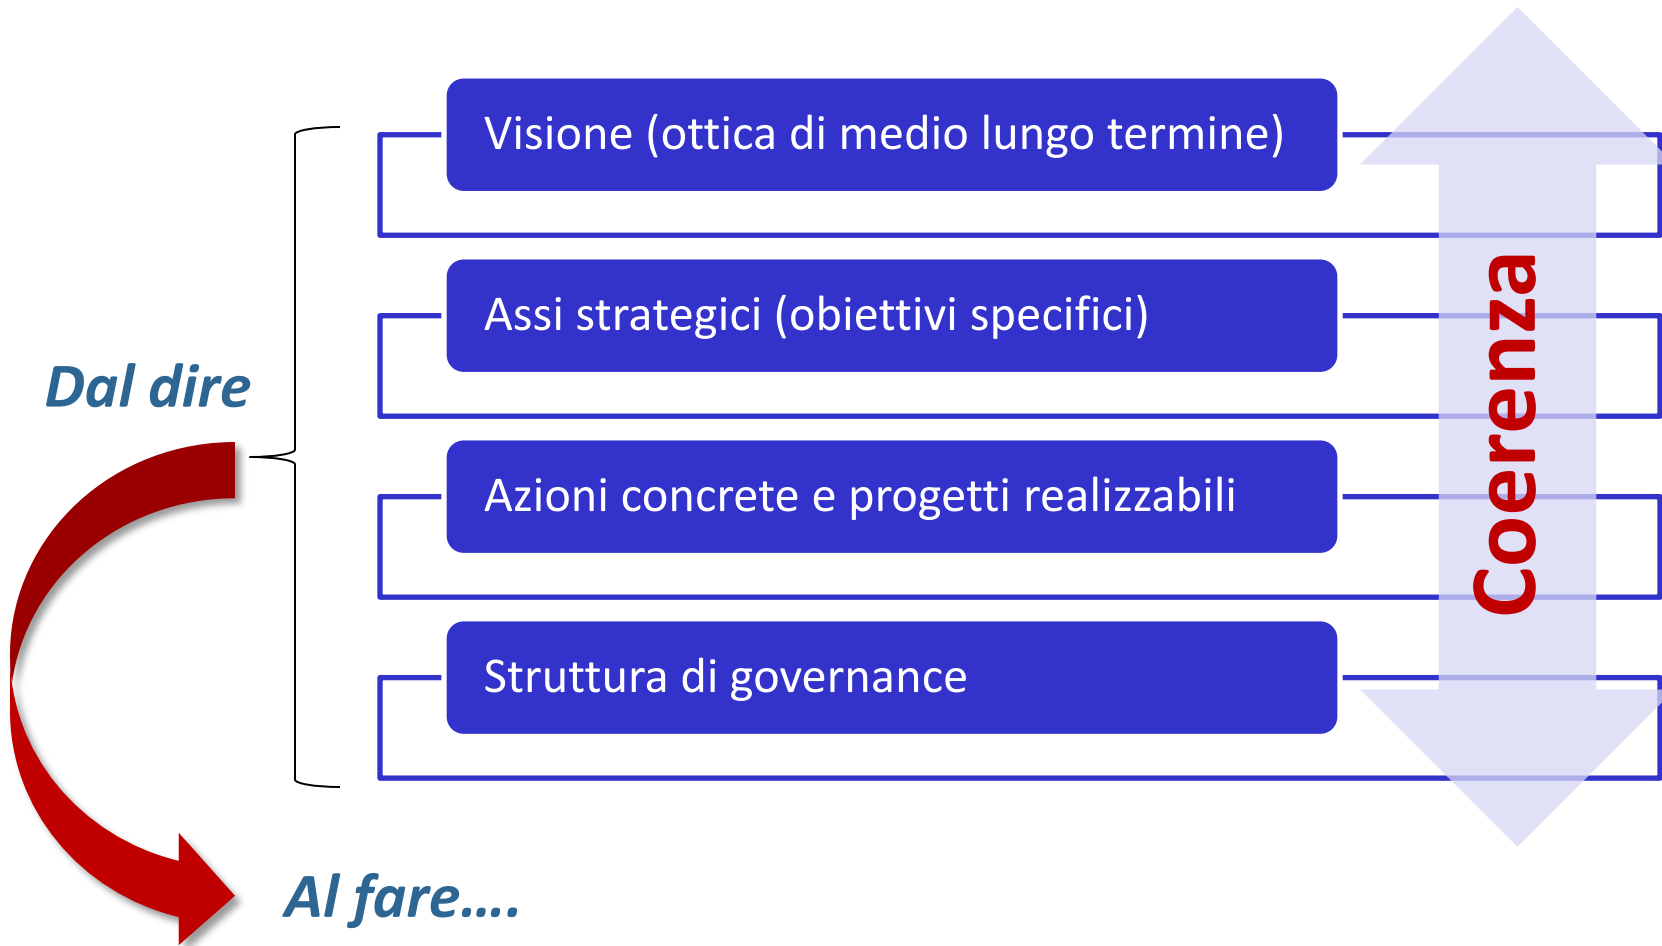 Visione (ottica di medio lungo termine)
Assi strategici (obiettivi specifici)
Dal dire
Azioni concrete e progetti realizzabili
Struttura di governance
Coerenza
Al fare....